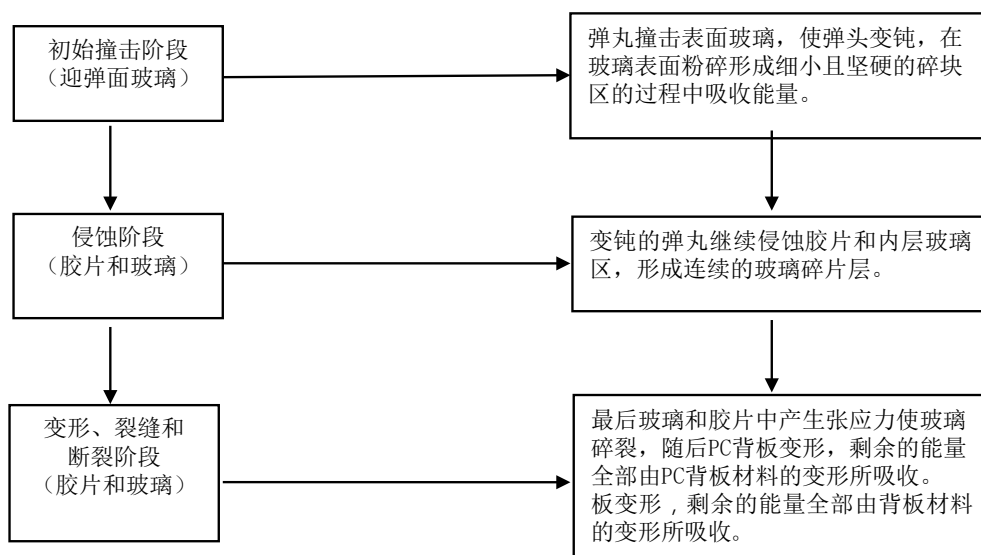 初始撞击阶段
（迎弹面玻璃）
弹丸撞击表面玻璃，使弹头变钝，在
玻璃表面粉碎形成细小且坚硬的碎块
区的过程中吸收能量。
侵蚀阶段
（胶片和玻璃）
变钝的弹丸继续侵蚀胶片和内层玻璃
区，形成连续的玻璃碎片层。
变形、裂缝和
断裂阶段
（胶片和玻璃）
最后玻璃和胶片中产生张应力使玻璃
碎裂，随后PC背板变形，剩余的能量
全部由PC背板材料的变形所吸收。
板变形，剩余的能量全部由背板材料
的变形所吸收。